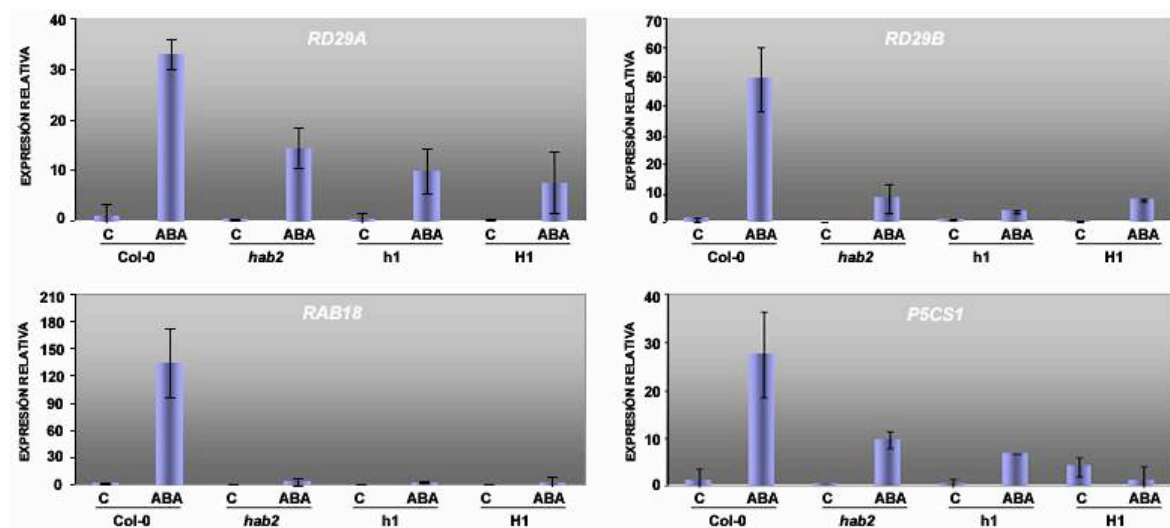 RD29A
EXPRESIÓN RELATIVA
40
30
20
10
0
C ABA C ABA C ABA C ABA
Col-0 hab2 h1 H1
RD29B
EXPRESIÓN RELATIVA
70
60
50
40
30
20
10
0
C ABA C ABA C ABA C ABA
Col-0 hab2 h1 H1
RAB18
EXPRESIÓN RELATIVA
210
180
150
120
90
60
30
0
C ABA C ABA C ABA C ABA
Col-0 hab2 h1 H1
P5CS1
EXPRESIÓN RELATIVA
40
30
20
10
0
C ABA C ABA C ABA C ABA
Col-0 hab2 h1 H1